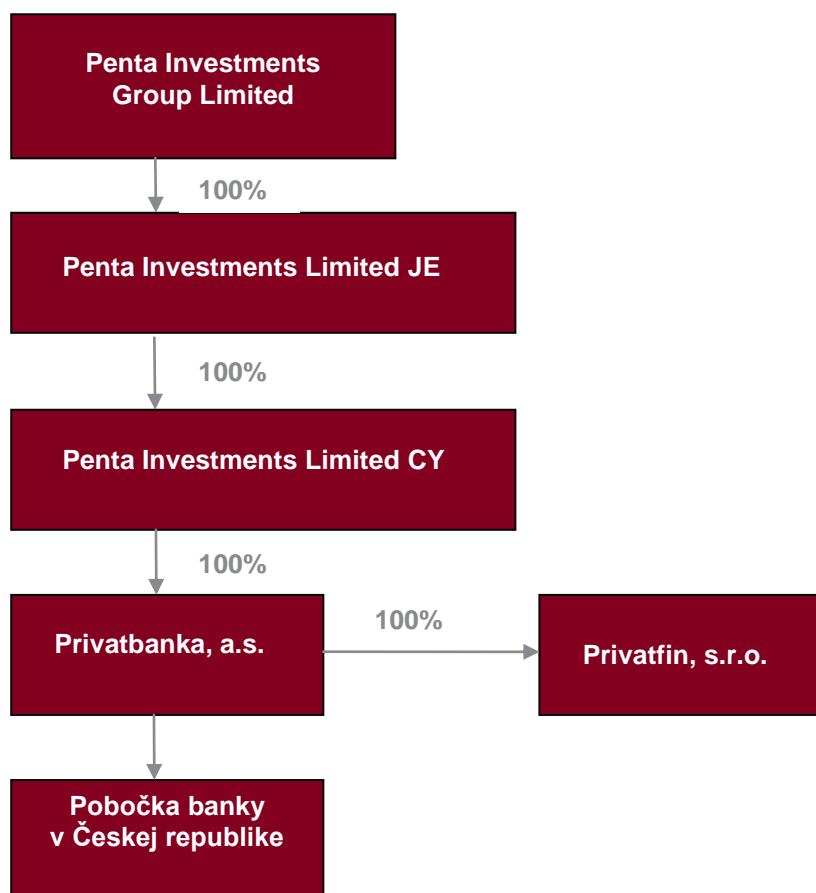 Penta Investments
Group Limited
100%
Penta Investments Limited JE
100%
Penta Investments Limited CY
100%
Privatbanka, a.s.
100%
Privatfin, s.r.o.
Pobočka banky
v Českej republike